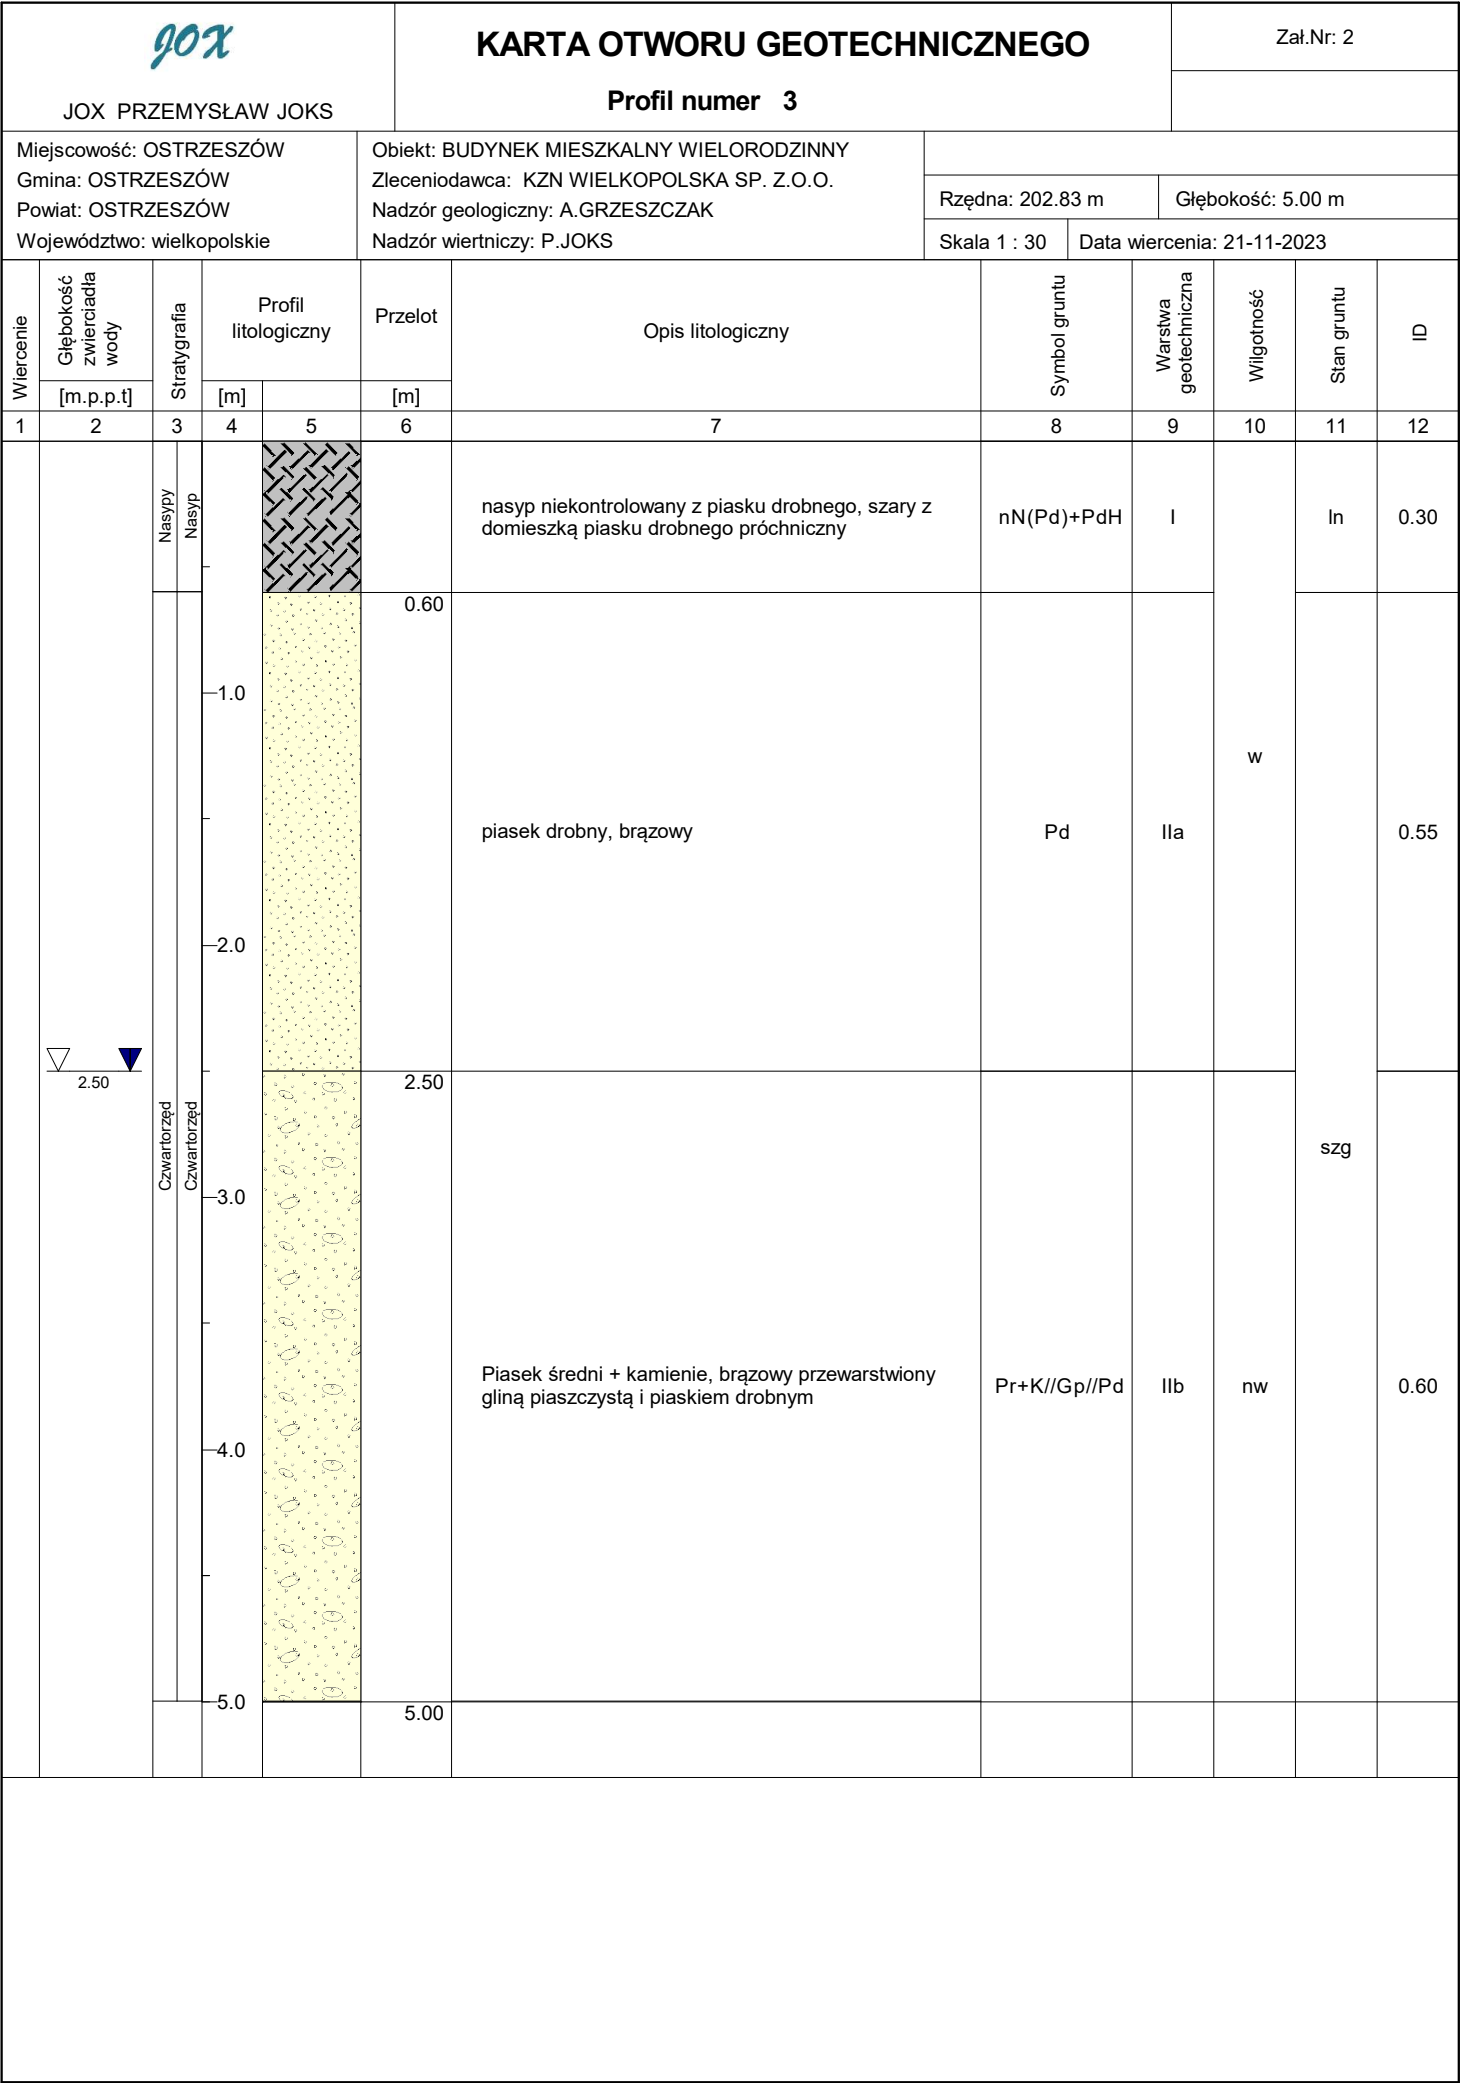 JOX
JOX PRZEMYSŁAW JOKS
KARTA OTWORU GEOTECHNICZNEGO
Profil numer 3
Zał.Nr: 2
Miejscowość: OSTRZESZÓW
Gmina: OSTRZESZÓW
Powiat: OSTRZESZÓW
Województwo: wielkopolskie
Obiekt: BUDYNEK MIESZKALNY WIELORODZINNY
Zleceniodawca: KZN WIELKOPOLSKA SP. Z.O.O.
Nadzór geologiczny: A.GRZESZCZAK
Nadzór wiertniczy: P.JOKS
Rzędna: 202.83 m
Głębokość: 5.00 m
Skala 1 : 30
Data wiercenia: 21-11-2023
Wiercenie
Głębokość
zwierciadła
wody
[m.p.p.t]
Stratygrafia
Profil
litologiczny
[m]
Przelot
[m]
Opis litologiczny
Symbol gruntu
Warstwa
geotechniczna
Wilgotność
Stan gruntu
ID
1 2 3 4 5 6 7 8 9 10 11 12
Nasypy
Nasyp
nasyp niekontrolowany z piasku drobnego, szary z
domieszką piasku drobnego próchniczny
nN(Pd)+PdH
I
ln
0.30
0.60
1.0
w
piasek drobny, brązowy
Pd
IIa
0.55
2.0
2.50
2.50
Czwartorzęd
Czwartorzęd
szg
3.0
Piasek średni + kamienie, brązowy przewarstwiony
gliną piaszczystą i piaskiem drobnym
Pr+K//Gp//Pd
IIb
nw
0.60
4.0
5.0
5.00